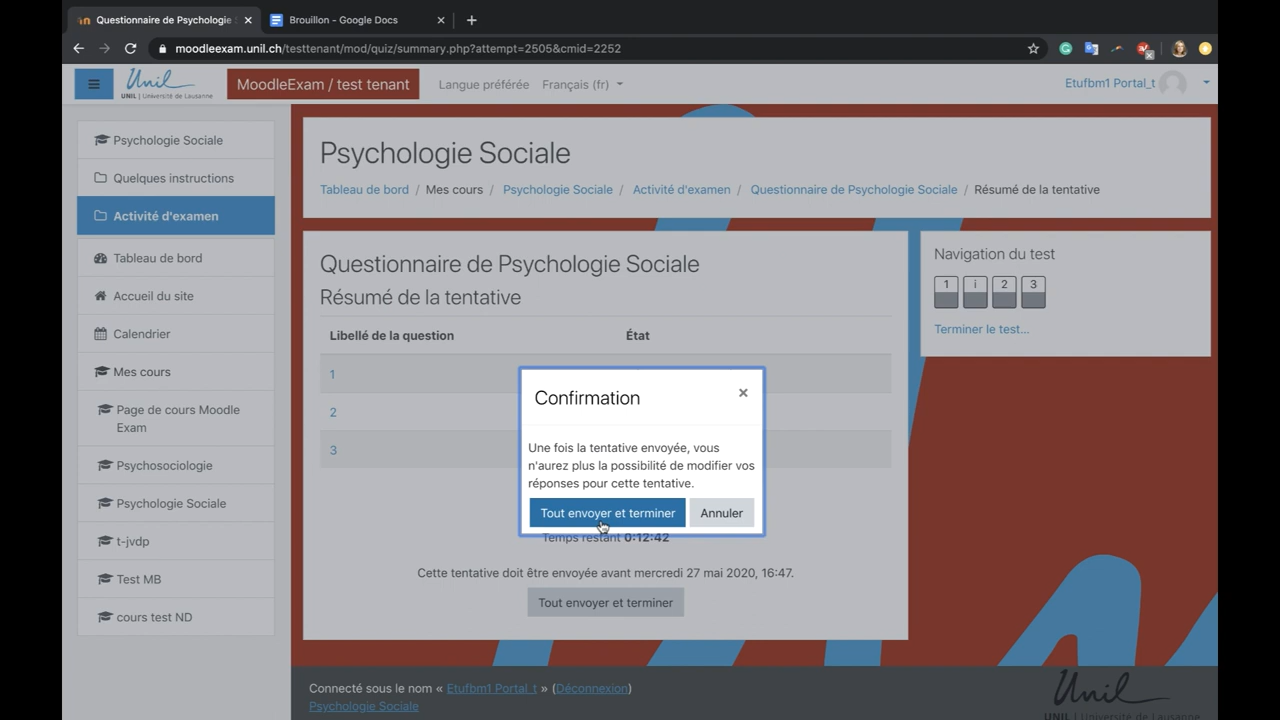 Questionnaire de Psychologie
Brouillon - Google Docs
moodleexam.unil.ch/testtenant/mod/quiz/summary.php?attempt=2505&cmid=2252
Unil
UNIL | Université de Lausanne
MoodleExam / test tenant
Langue préférée
Français (fr)
Etufbm1 Portal_t
Psychologie Sociale
Quelques instructions
Activité d'examen
Tableau de bord
Accueil du site
Calendrier
Mes cours
Page de cours Moodle
Exam
Psychosociologie
Psychologie Sociale
t-jvdp
Test MB
cours test ND
Psychologie Sociale
Tableau de bord / Mes cours / Psychologie Sociale / Activité d'examen / Questionnaire de Psychologie Sociale / Résumé de la tentative
Questionnaire de Psychologie Sociale
Résumé de la tentative
Libellé de la question État
1
2
3
Confirmation
×
Une fois la tentative envoyée, vous
n'aurez plus la possibilité de modifier vos
réponses pour cette tentative.
Tout envoyer et terminer Annuler
Temps restant 0:12:42
Cette tentative doit être envoyée avant mercredi 27 mai 2020, 16:47.
Tout envoyer et terminer
Navigation du test
1 i 2 3
Terminer le test...
Connecté sous le nom « Etufbm1 Portal_t » (Déconnexion)
Psychologie Sociale
Unil
UNIL | Université de Lausanne